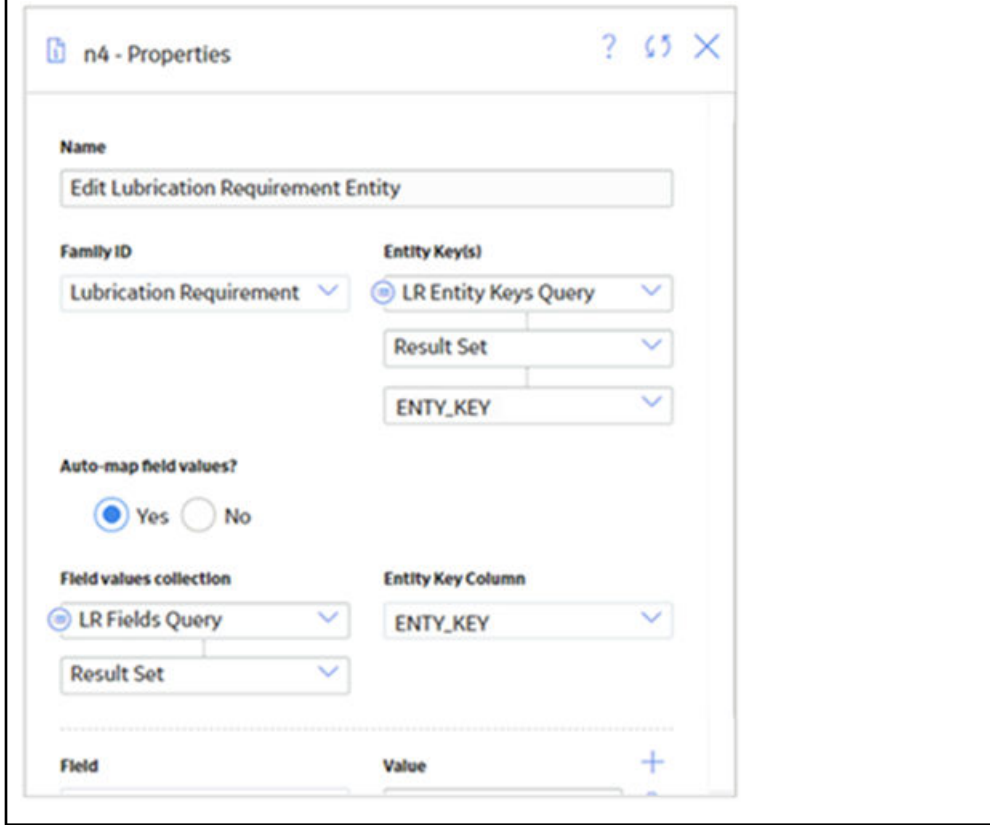 n4 - Properties ?
Name
Edit Lubrication Requirement Entity
Family ID Entity Key(s)
Lubrication Requirement LR Entity Keys Query
Result Set
ENTY_KEY
Auto-map field values?
Yes No
Field values collection Entity Key Column
LR Fields Query ENTY_KEY
Result Set
Field Value